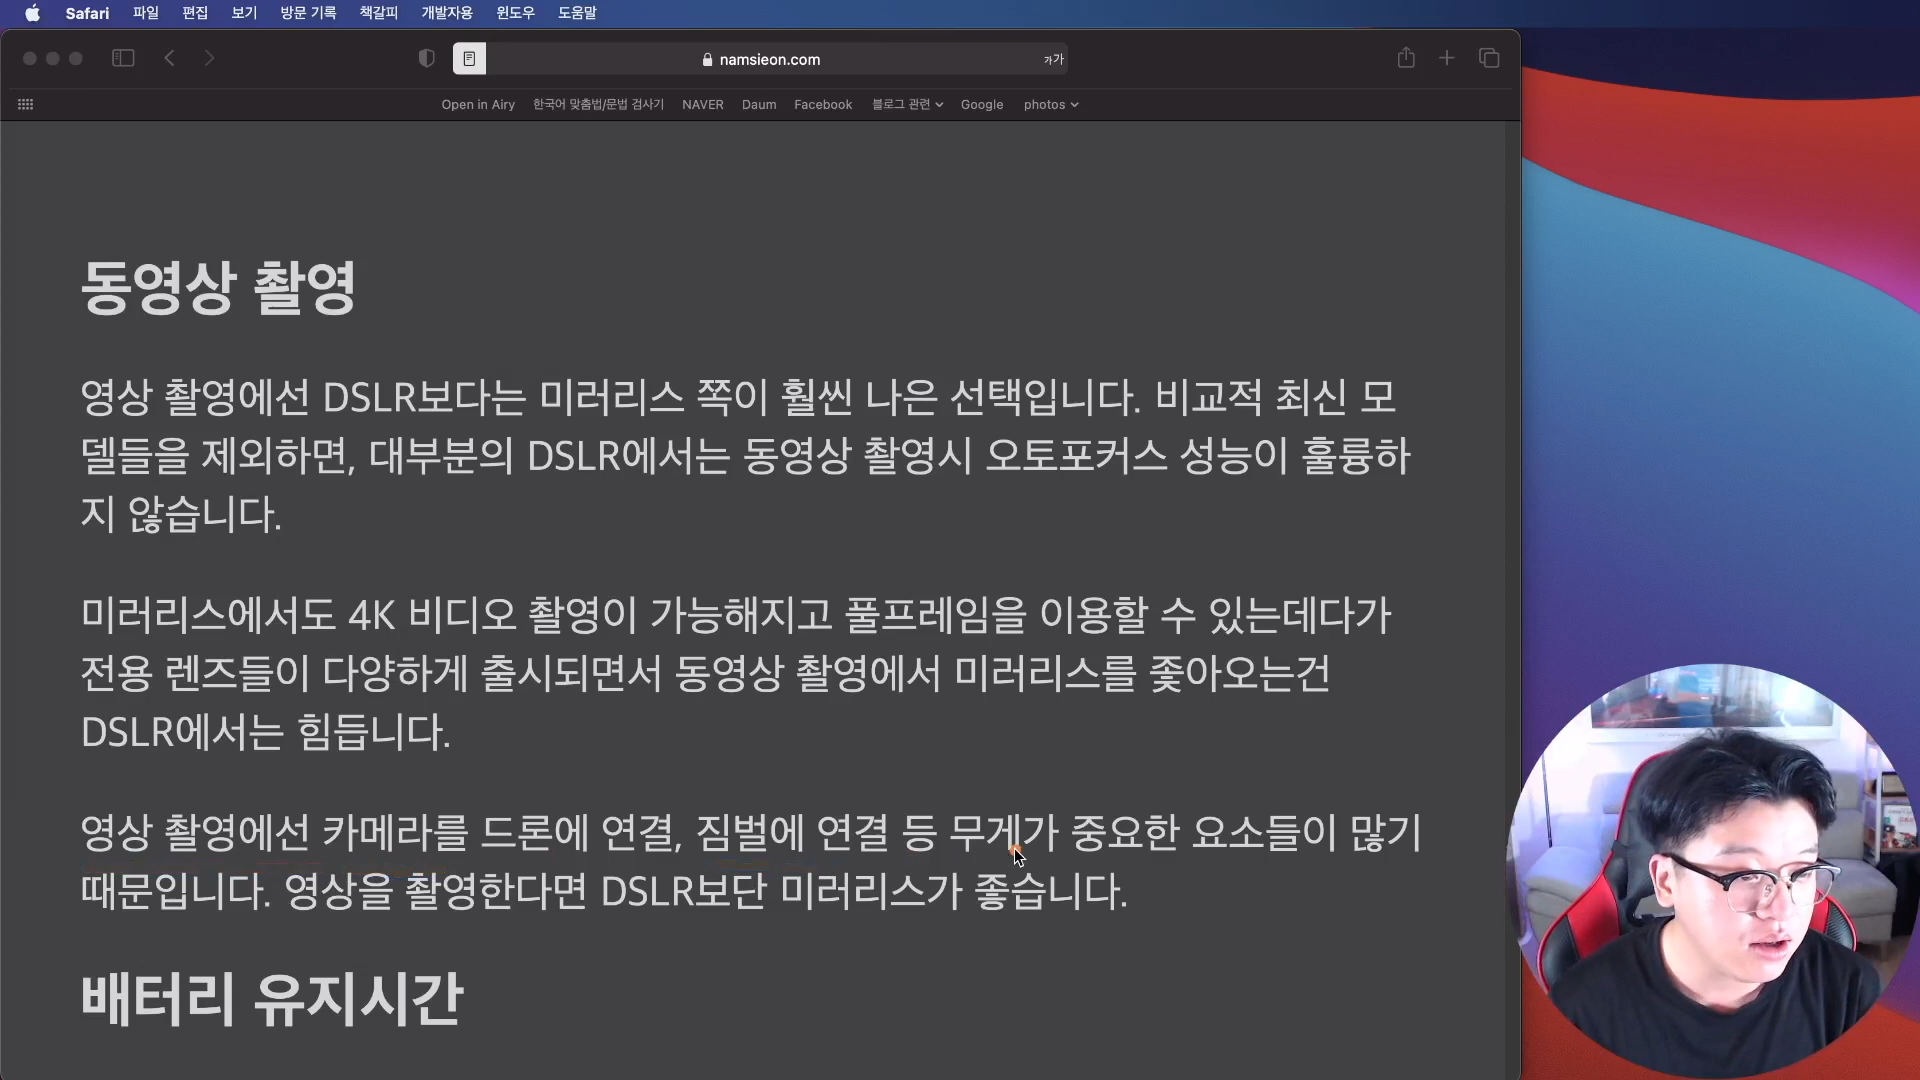 Safari 파일 편집 보기 방문 기록 책갈피 개발자용 윈도우 도움말
namsieon.com 가가
Open in Airy 한국어 맞춤법/문법 검사기 NAVER Daum Facebook 블로그 관련 Google photos
동영상 촬영
영상 촬영에선 DSLR보다는 미러리스 쪽이 훨씬 나은 선택입니다. 비교적 최신 모
델들을 제외하면, 대부분의 DSLR에서는 동영상 촬영시 오토포커스 성능이 훌륭하
지 않습니다.
미러리스에서도 4K 비디오 촬영이 가능해지고 풀프레임을 이용할 수 있는데다가
전용 렌즈들이 다양하게 출시되면서 동영상 촬영에서 미러리스를 좇아오는건
DSLR에서는 힘듭니다.
영상 촬영에선 카메라를 드론에 연결, 짐벌에 연결 등 무게가 중요한 요소들이 많기
때문입니다. 영상을 촬영한다면 DSLR보단 미러리스가 좋습니다.
배터리 유지시간